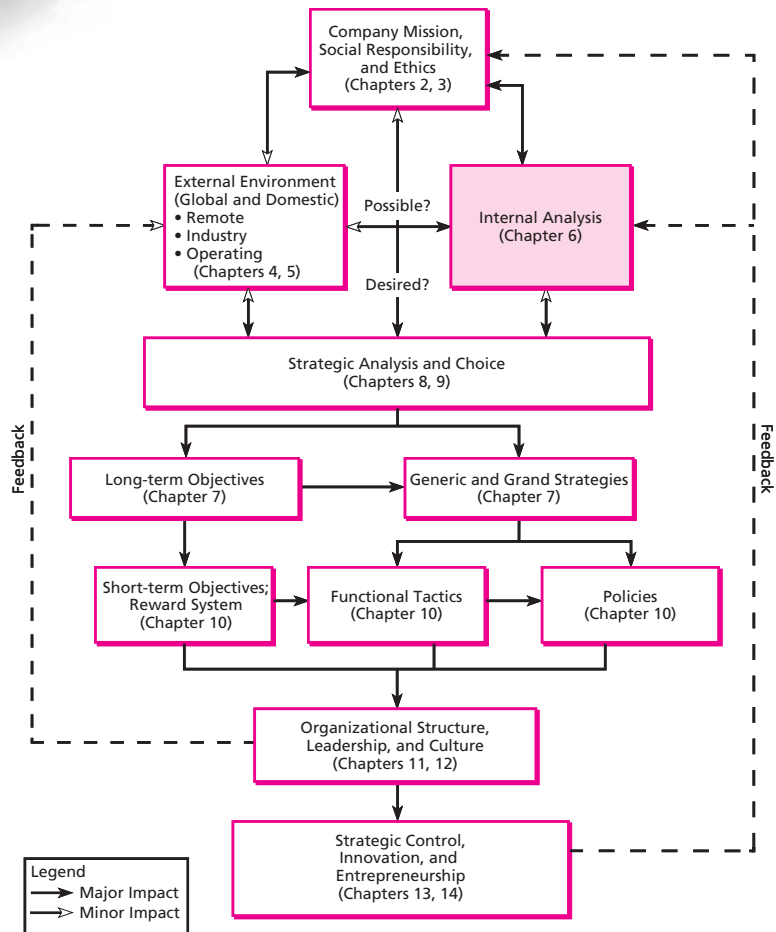 Company Mission,
Social Responsibility,
and Ethics
(Chapters 2, 3)
External Environment
(Global and Domestic)
• Remote
• Industry
• Operating
(Chapters 4, 5)
Possible?
Desired?
Internal Analysis
(Chapter 6)
Strategic Analysis and Choice
(Chapters 8, 9)
Feedback
Feedback
Long-term Objectives
(Chapter 7)
Generic and Grand Strategies
(Chapter 7)
Short-term Objectives;
Reward System
(Chapter 10)
Functional Tactics
(Chapter 10)
Policies
(Chapter 10)
Organizational Structure,
Leadership, and Culture
(Chapters 11, 12)
Strategic Control,
Innovation, and
Entrepreneurship
(Chapters 13, 14)
Legend
Major Impact
Minor Impact